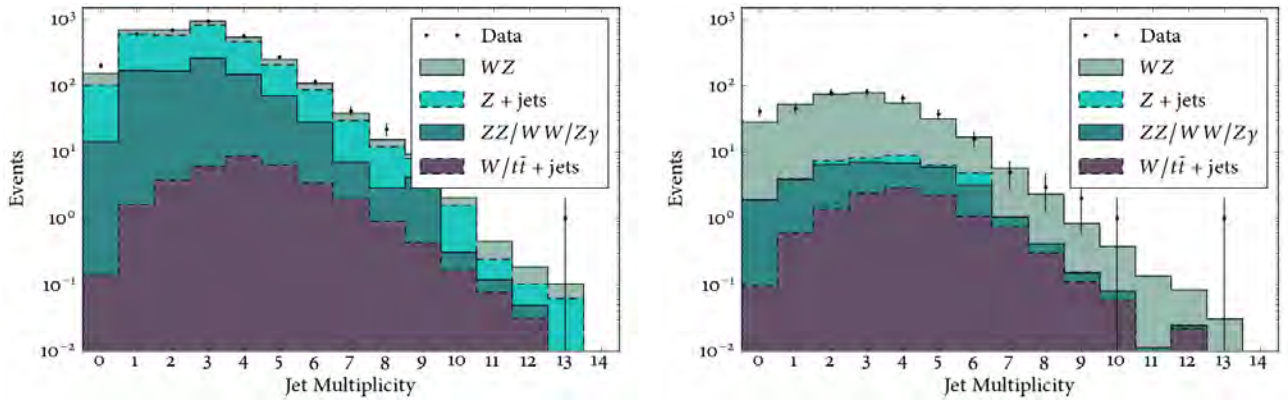 10³
10²
10¹
10⁰
10⁻¹
10⁻²
Events
0 1 2 3 4 5 6 7 8 9 10 11 12 13 14
Jet Multiplicity
Data
WZ
Z + jets
ZZ/WW/Zγ
W/tt̄ + jets
10³
10²
10¹
10⁰
10⁻¹
10⁻²
Events
0 1 2 3 4 5 6 7 8 9 10 11 12 13 14
Jet Multiplicity
Data
WZ
Z + jets
ZZ/WW/Zγ
W/tt̄ + jets